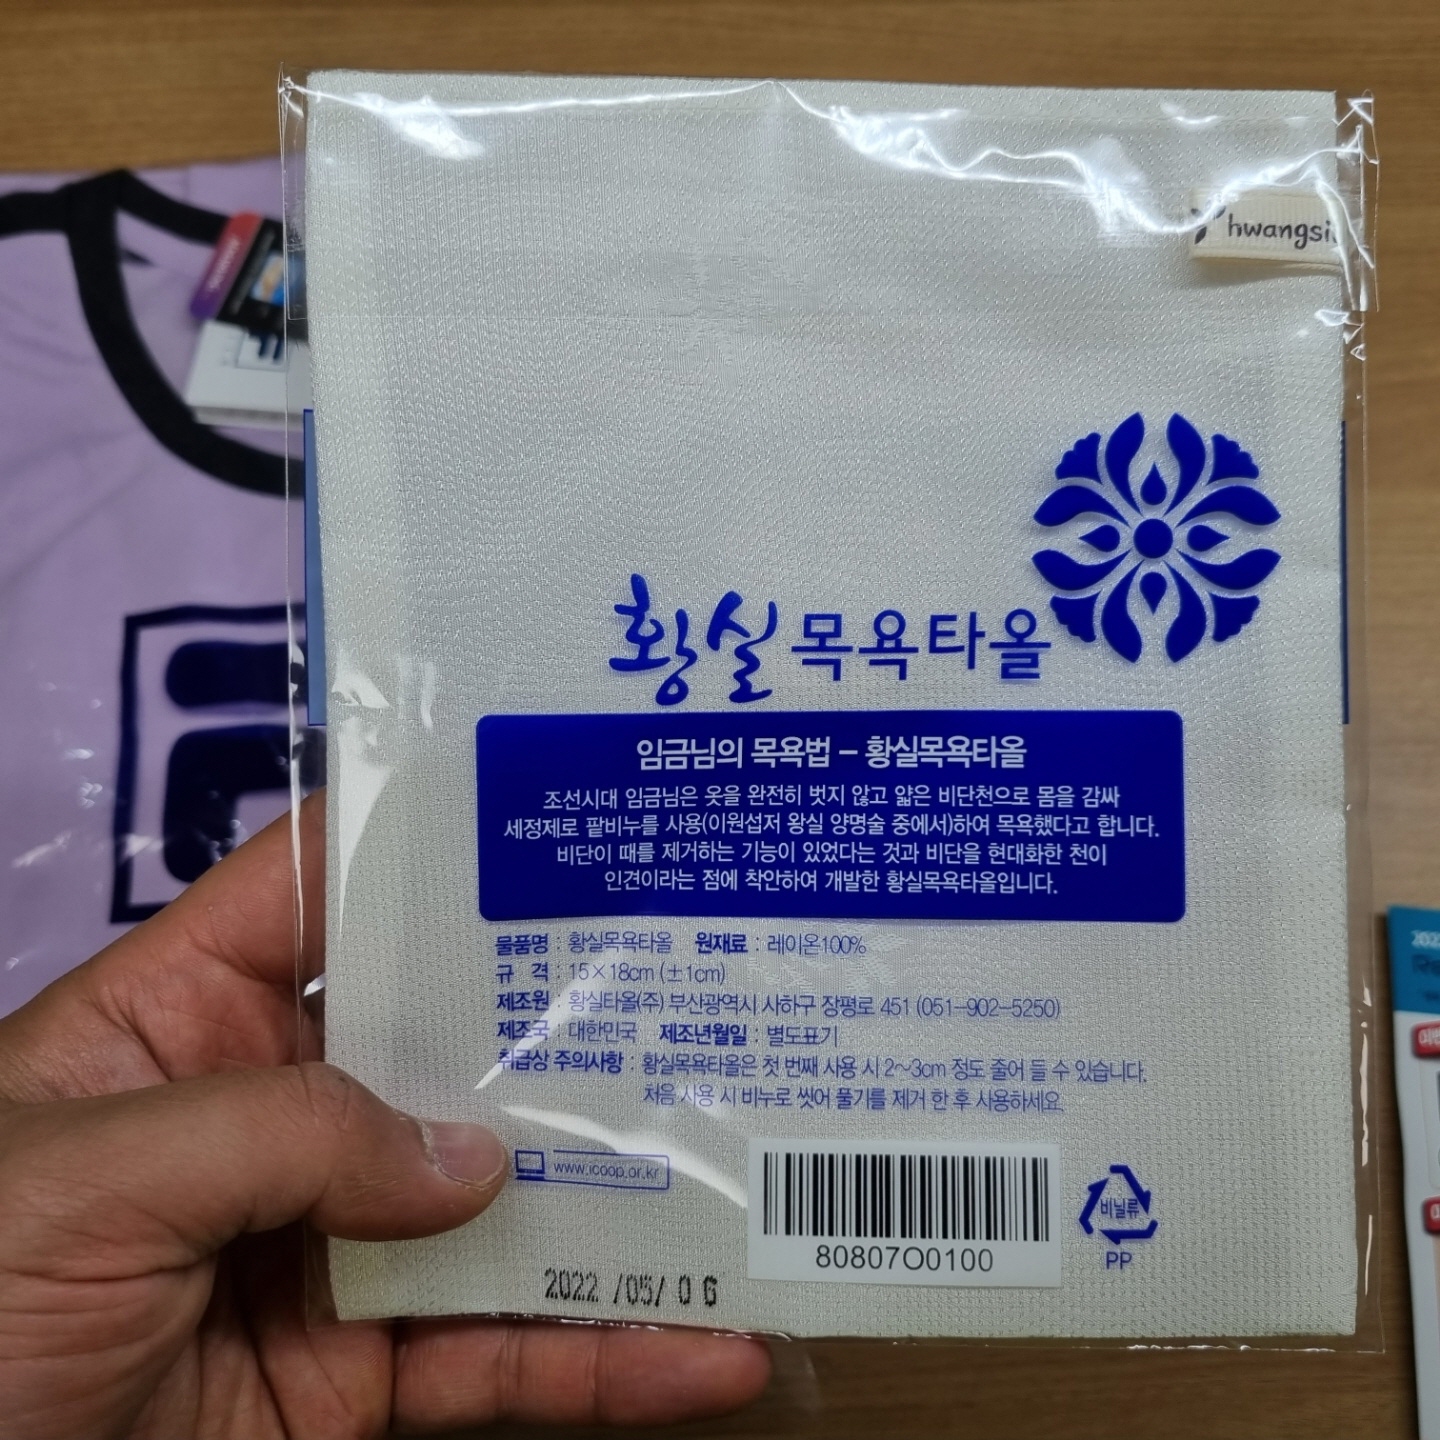 hwangsi
황실목욕타올
임금님의 목욕법 - 황실목욕타올
조선시대 임금님은 옷을 완전히 벗지 않고 얇은 비단천으로 몸을 감싸
세정제로 팥비누를 사용(이원섭저 왕실 양명술 중에서)하여 목욕했다고 합니다.
비단이 때를 제거하는 기능이 있었다는 것과 비단을 현대화한 천이
인견이라는 점에 착안하여 개발한 황실목욕타올입니다.
물품명 : 황실목욕타올 원재료 : 레이온100%
규 격 : 15×18cm (±1cm)
제조원 : 황실타올(주) 부산광역시 사하구 장평로 451 (051-902-5250)
제조국 : 대한민국 제조년월일 : 별도표기
취급상 주의사항 : 황실목욕타올은 첫 번째 사용 시 2~3cm 정도 줄어 들 수 있습니다.
처음 사용 시 비누로 씻어 풀기를 제거 한 후 사용하세요.
www.icoop.or.kr
8080700100
비닐류
PP
2022 /05/ 06